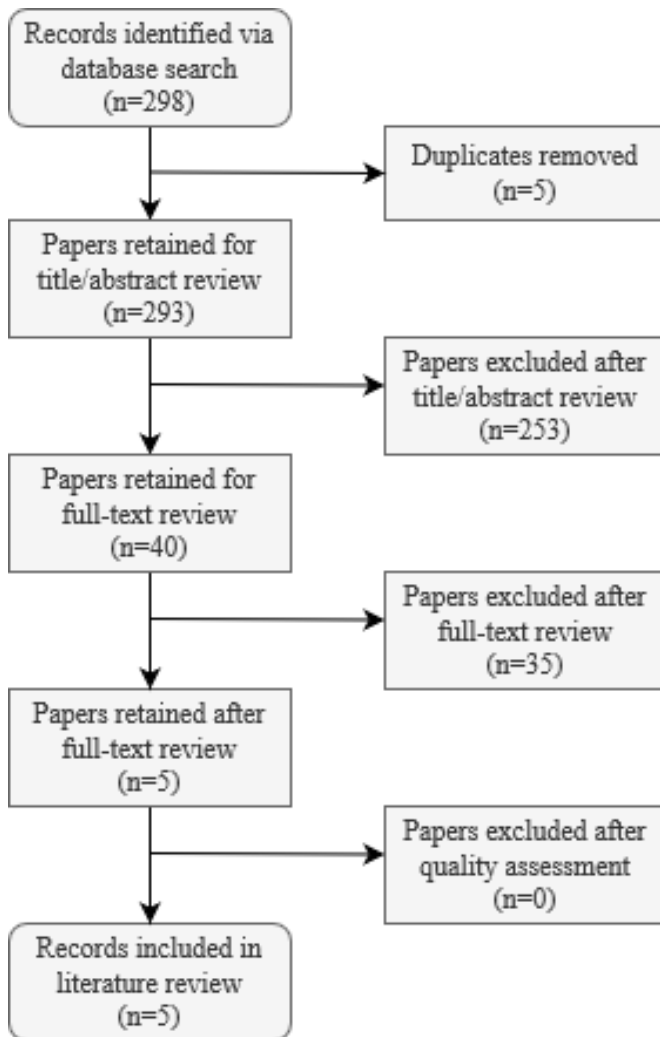 Records identified via
database search
(n=298)
Duplicates removed
(n=5)
Papers retained for
title/abstract review
(n=293)
Papers excluded after
title/abstract review
(n=253)
Papers retained for
full-text review
(n=40)
Papers excluded after
full-text review
(n=35)
Papers retained after
full-text review
(n=5)
Papers excluded after
quality assessment
(n=0)
Records included in
literature review
(n=5)